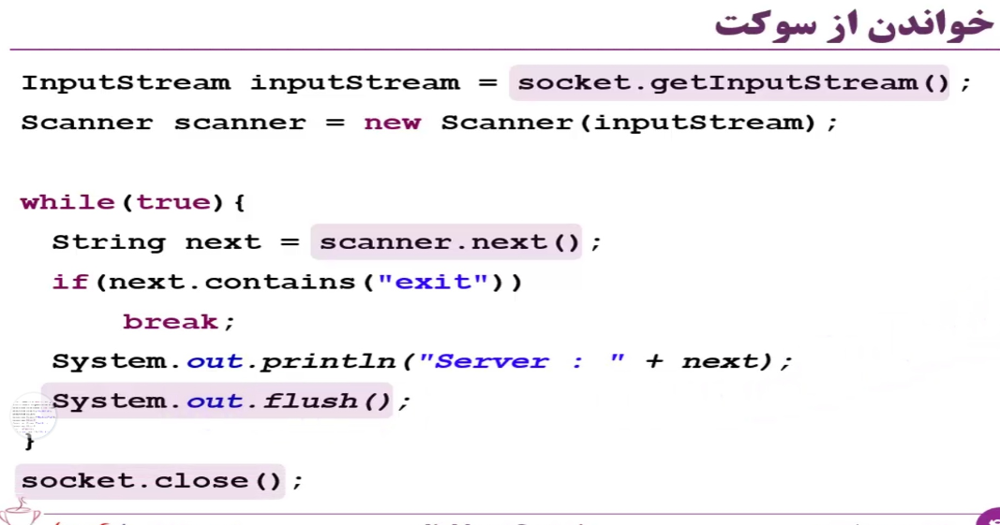 خواندن از سوکت
InputStream inputStream = socket.getInputStream();
Scanner scanner = new Scanner(inputStream);
while(true){
String next = scanner.next();
if(next.contains("exit"))
break;
System.out.println("Server : " + next);
System.out.flush();
}
socket.close();